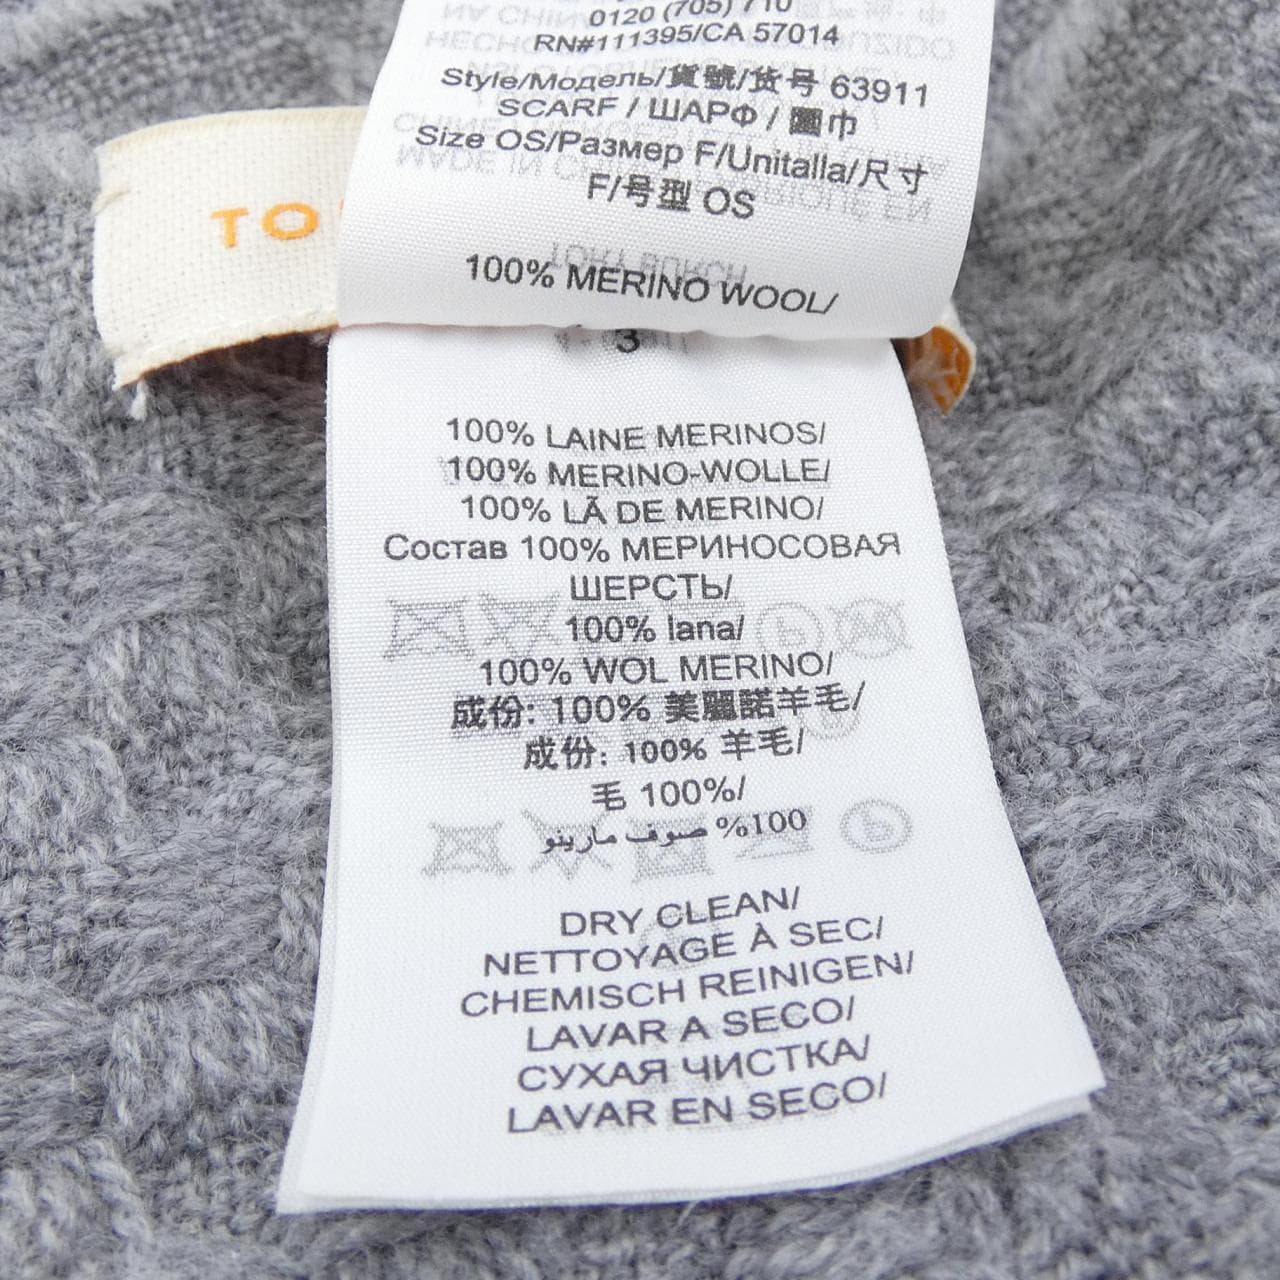 0120 (705) 710
RN#111395/CA 57014
Style/Модель/貨號/货号 63911
SCARF / ШАРФ / 圍巾
Size OS/Размер F/Unitalla/尺寸
F/号型 OS
100% MERINO WOOL/
TO
3
100% LAINE MERINOS/
100% MERINO-WOLLE/
100% LÃ DE MERINO/
Состав 100% МЕРИНОСОВАЯ
ШЕРСТЬ/
100% lana/
100% WOL MERINO/
成份: 100% 美麗諾羊毛/
成份: 100% 羊毛/
毛 100%/
100% صوف مارينو
DRY CLEAN/
NETTOYAGE À SEC/
CHEMISCH REINIGEN/
LAVAR A SECO/
СУХАЯ ЧИСТКА/
LAVAR EN SECO/